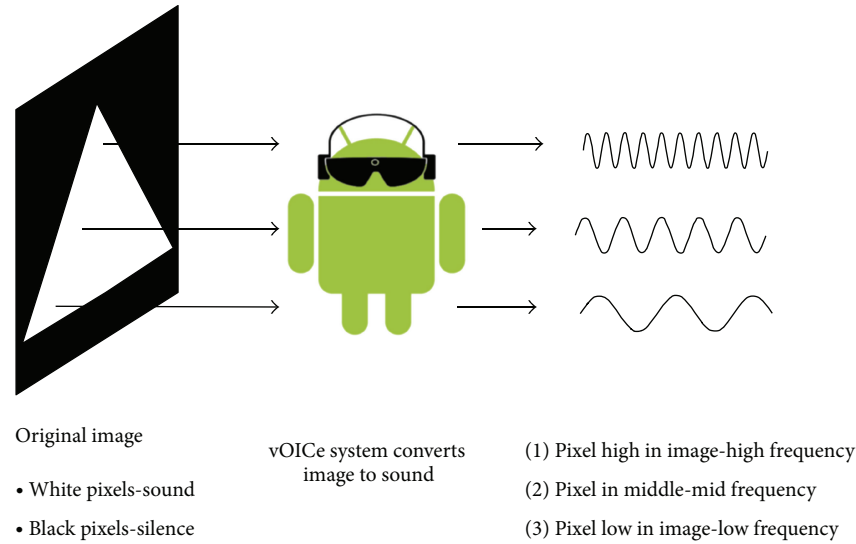 Original image
• White pixels-sound
• Black pixels-silence
vOICe system converts
image to sound
(1) Pixel high in image-high frequency
(2) Pixel in middle-mid frequency
(3) Pixel low in image-low frequency